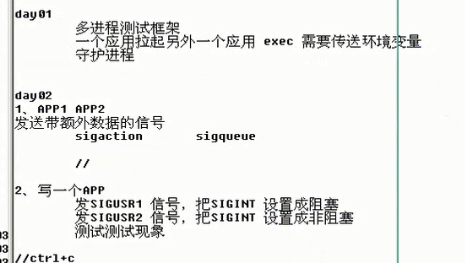 day01
多进程测试框架
一个应用拉起另外一个应用 exec 需要传送环境变量
守护进程
day02
1、APP1 APP2
发送带额外数据的信号
sigaction sigqueue
//
2、写一个APP
发SIGUSR1 信号，把SIGINT 设置成阻塞
发SIGUSR2 信号，把SIGINT 设置成非阻塞
测试测试现象
//ctrl+c